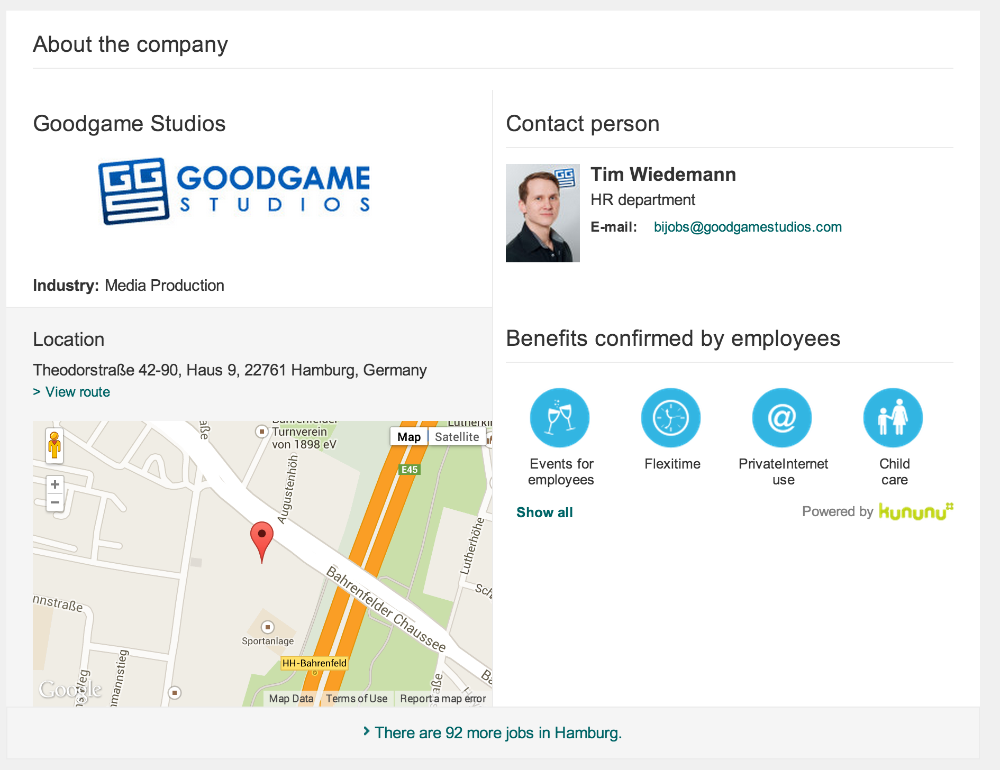 About the company
Goodgame Studios
GGS GOODGAME
STUDIOS
Industry: Media Production
Contact person
GGS
Tim Wiedemann
HR department
E-mail: bijobs@goodgamestudios.com
Location
Theodorstraße 42-90, Haus 9, 22761 Hamburg, Germany
> View route
Turnverein
von 1898 eV
Map Satellite
E45
Augustenhöh
Lutherhöhe
Bahrenfelder Chaussee
nnstraße
Sportanlage
HH-Bahrenfeld
mannstieg
Google
Map Data Terms of Use Report a map error
Benefits confirmed by employees
@
Events for
employees
Flexitime
PrivateInternet
use
Child
care
Show all
Powered by kununu
There are 92 more jobs in Hamburg.